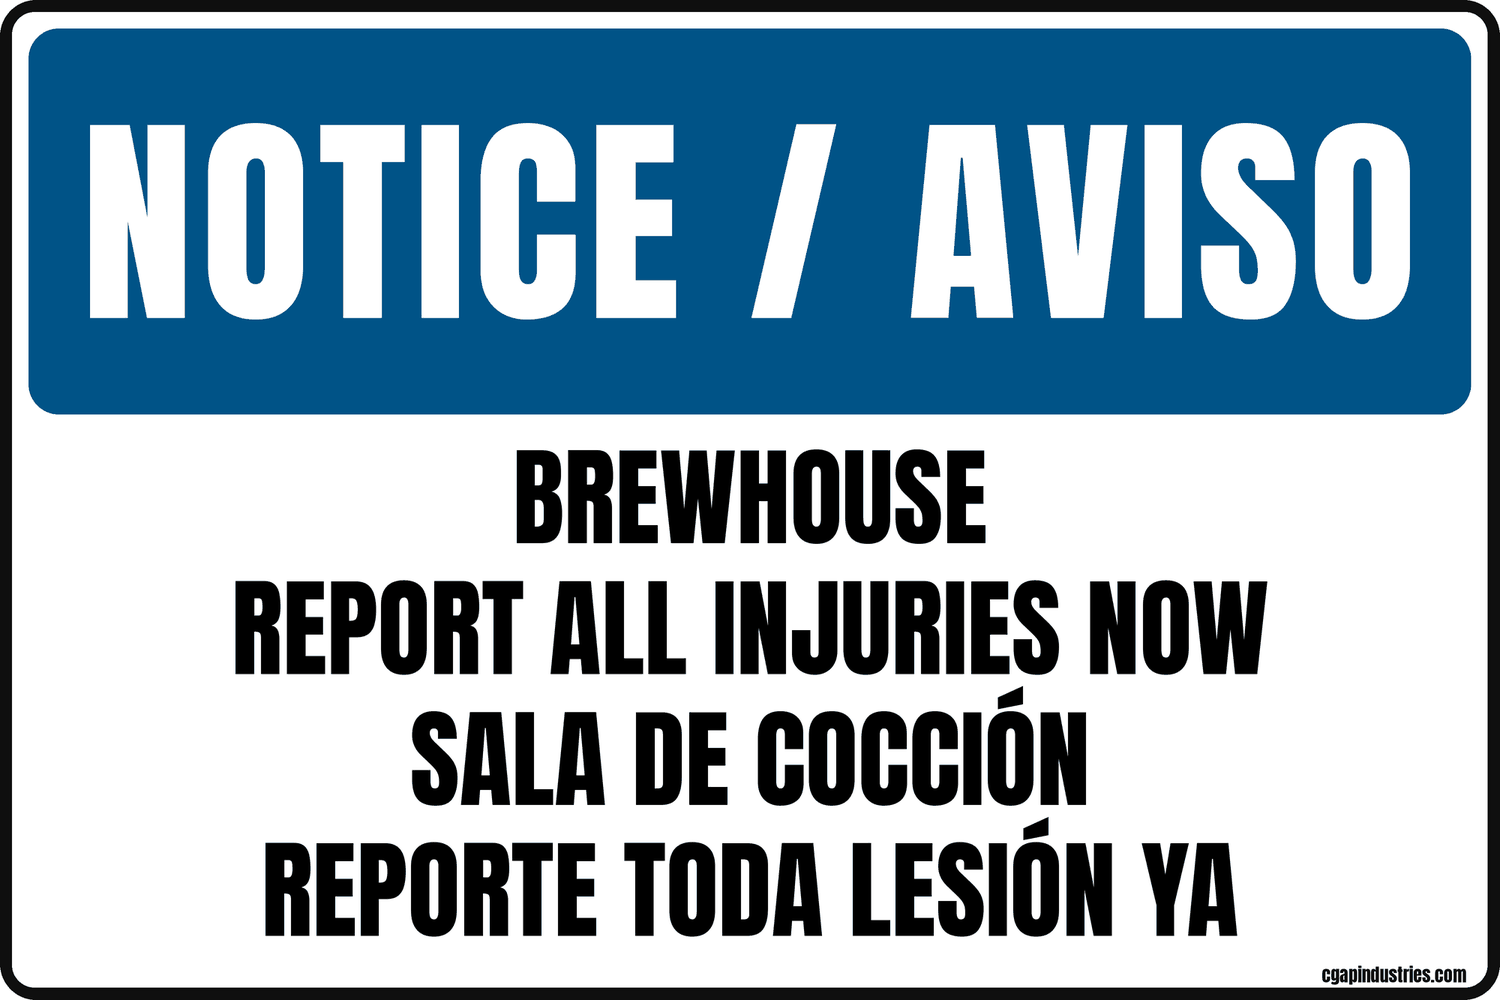 NOTICE / AVISO
BREWHOUSE
REPORT ALL INJURIES NOW
SALA DE COCCIÓN
REPORTE TODA LESIÓN YA
cgapindustries.com